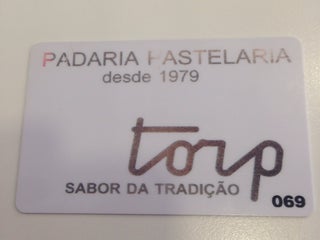 PADARIA PASTELARIA
desde 1979
torp
SABOR DA TRADIÇÃO
069